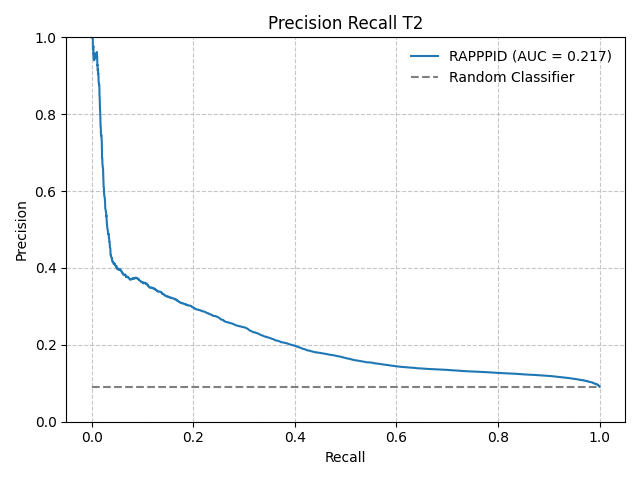 Precision Recall T2
RAPPPID (AUC = 0.217)
Random Classifier
Precision
1.0
0.8
0.6
0.4
0.2
0.0
0.0 0.2 0.4 0.6 0.8 1.0
Recall